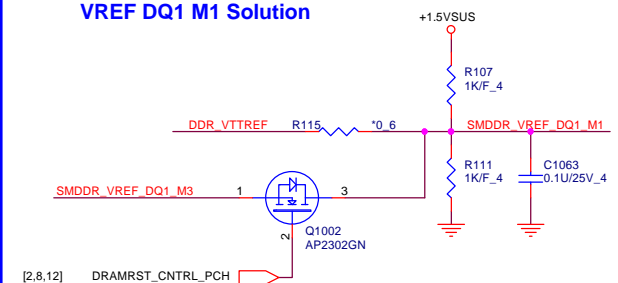 VREF DQ1 M1 Solution
+1.5VSUS
R107
1K/F_4
DDR_VTTREF
R115
*0_6
SMDDR_VREF_DQ1_M1
R111
1K/F_4
C1063
0.1U/25V_4
SMDDR_VREF_DQ1_M3
1
3
2
Q1002
AP2302GN
[2,8,12]
DRAMRST_CNTRL_PCH